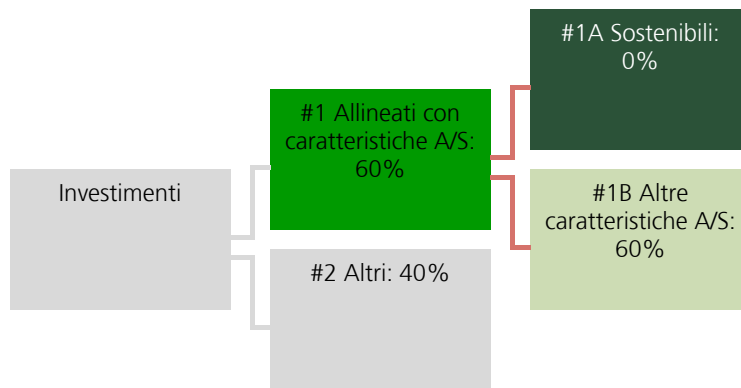 Investimenti
#1 Allineati con
caratteristiche A/S:
60%
#2 Altri: 40%
#1A Sostenibili:
0%
#1B Altre
caratteristiche A/S:
60%